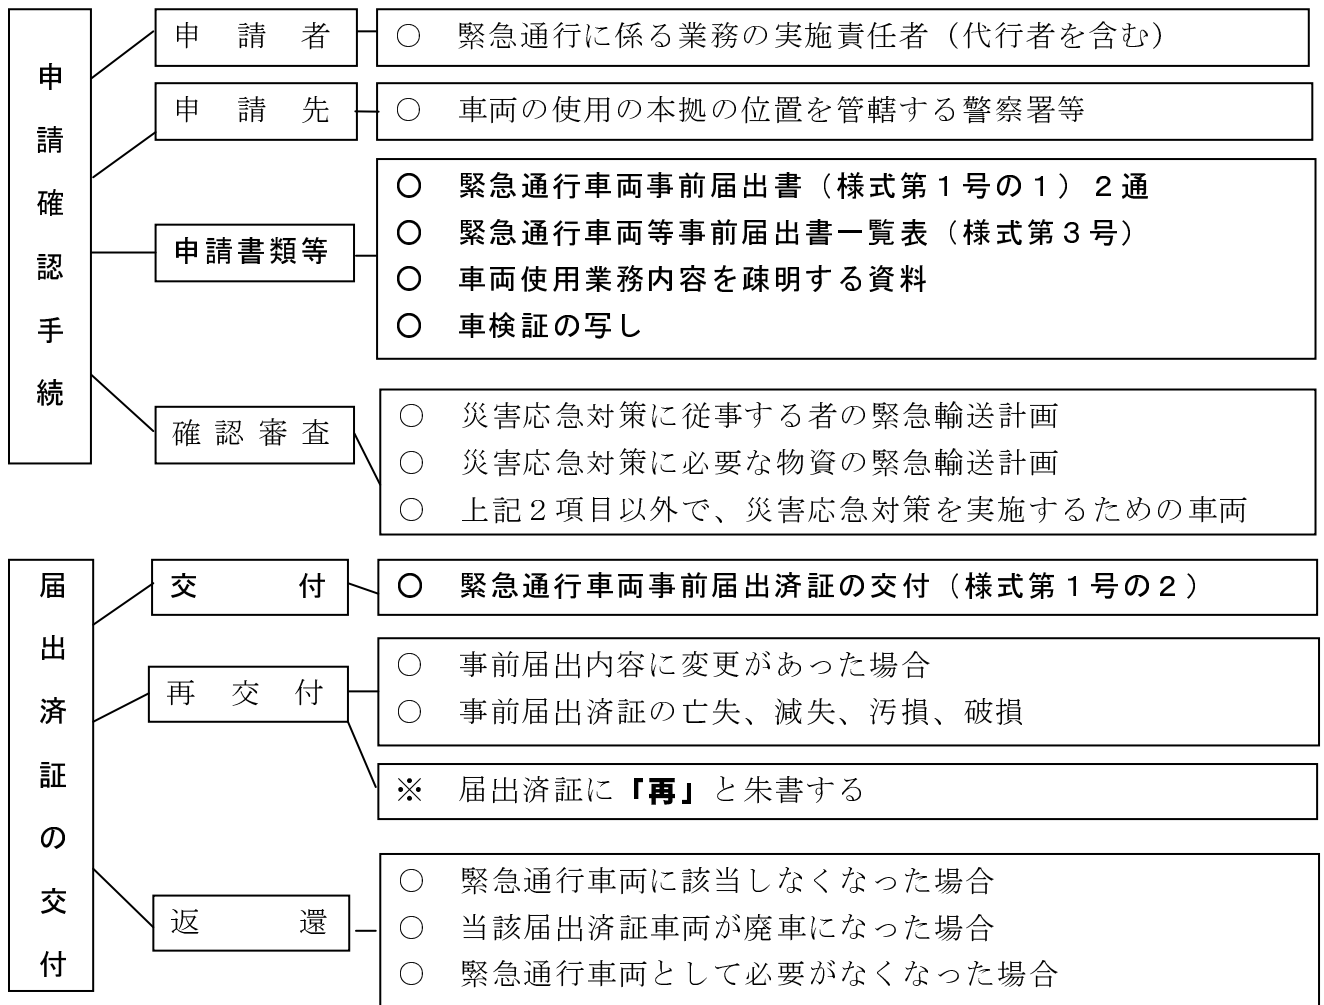 申請確認手続
申請者
○ 緊急通行に係る業務の実施責任者（代行者を含む）
申請先
○ 車両の使用の本拠の位置を管轄する警察署等
申請書類等
○ 緊急通行車両事前届出書（様式第１号の１）２通
○ 緊急通行車両等事前届出書一覧表（様式第３号）
○ 車両使用業務内容を疎明する資料
○ 車検証の写し
確認審査
○ 災害応急対策に従事する者の緊急輸送計画
○ 災害応急対策に必要な物資の緊急輸送計画
○ 上記２項目以外で、災害応急対策を実施するための車両
届出済証の交付
交付
○ 緊急通行車両事前届出済証の交付（様式第１号の２）
再交付
○ 事前届出内容に変更があった場合
○ 事前届出済証の亡失、滅失、汚損、破損
※ 届出済証に「再」と朱書する
返還
○ 緊急通行車両に該当しなくなった場合
○ 当該届出済証車両が廃車になった場合
○ 緊急通行車両として必要がなくなった場合